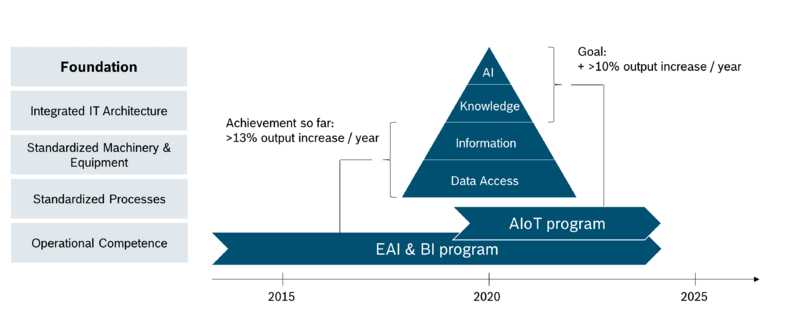 Foundation
Integrated IT Architecture
Standardized Machinery &
Equipment
Standardized Processes
Operational Competence
Achievement so far:
>13% output increase / year
AI
Knowledge
Information
Data Access
Goal:
+ >10% output increase / year
AIoT program
EAI & BI program
2015
2020
2025